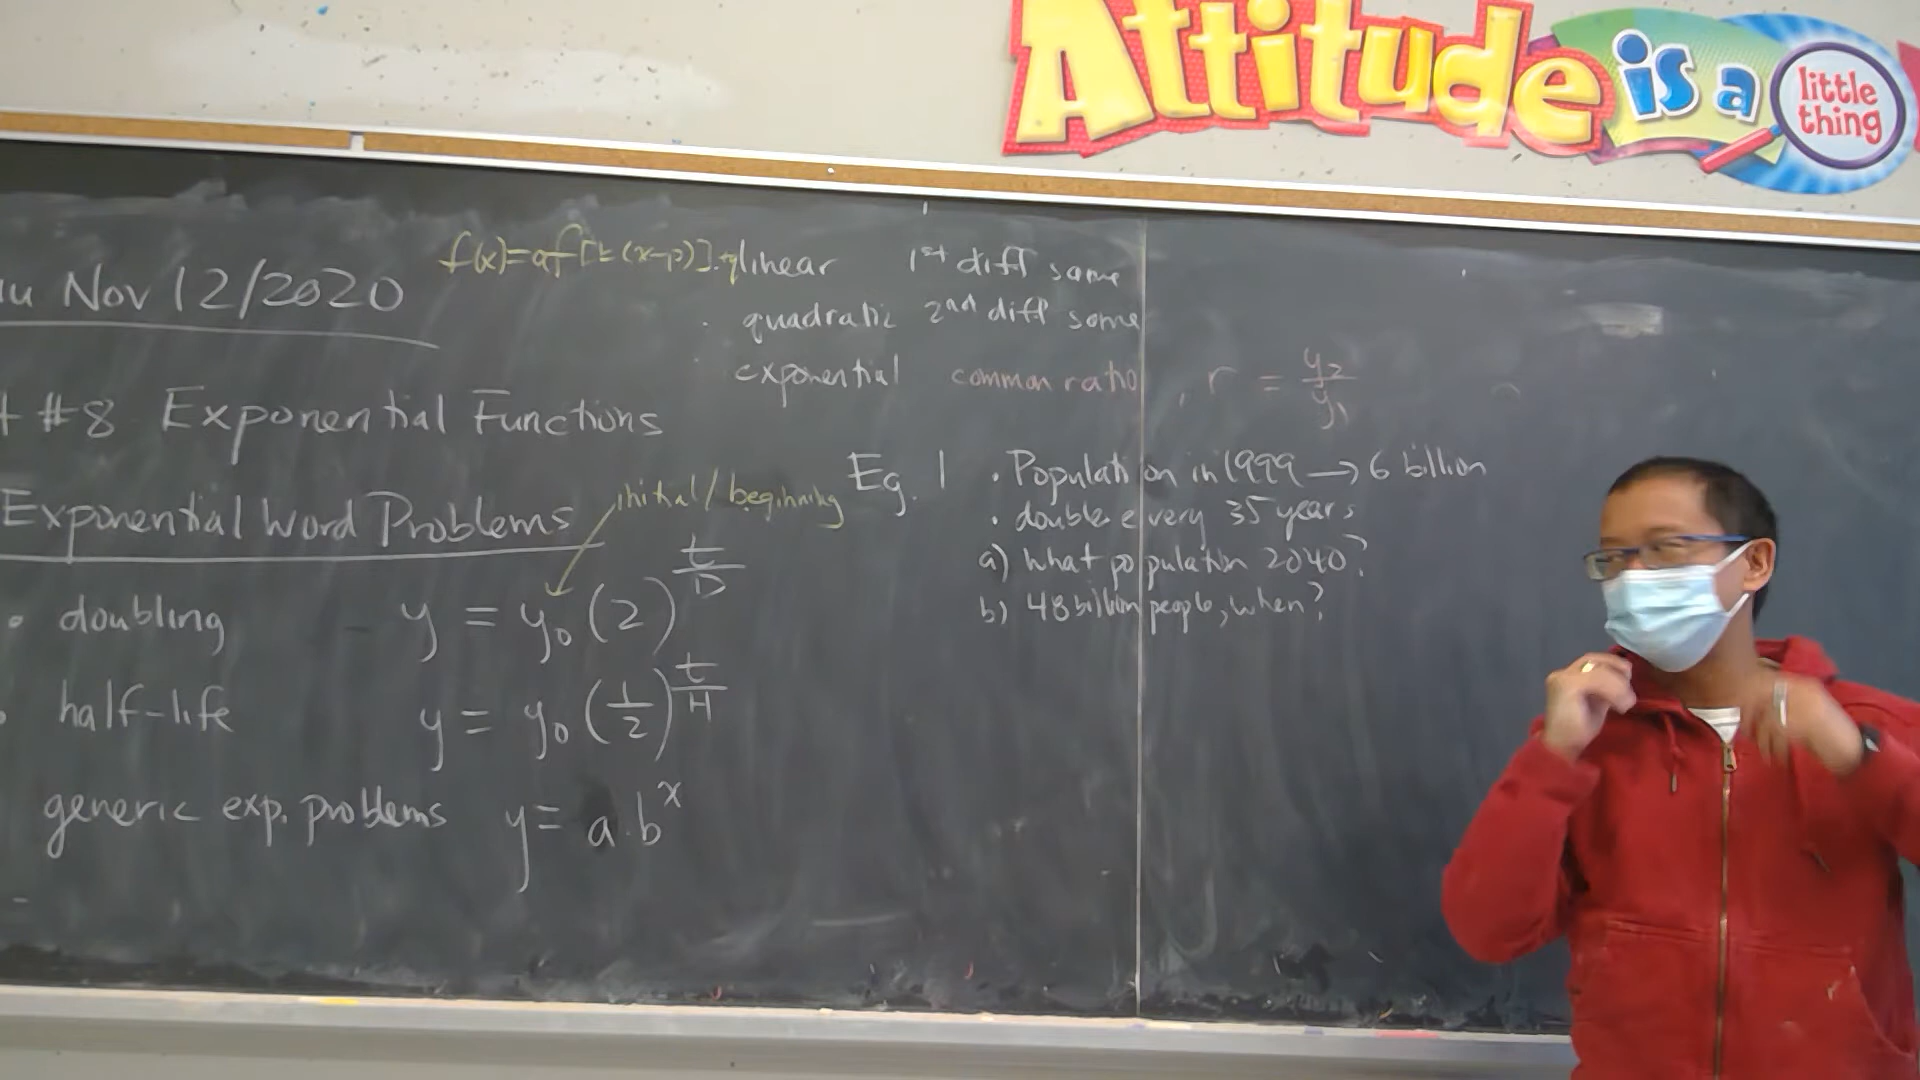 Attitude is a little thing
Nov 12/2020
f(x)=af[k(x-p)]+q
linear 1st diff same
quadratic 2nd diff same
exponential common ratio, r = y₂/y₁
#8 Exponential Functions
Exponential Word Problems
initial/beginning
doubling y = y₀(2)^(t/D)
half-life y = y₀(1/2)^(t/H)
generic exp. problems y = a·b^x
Eg. 1 • Population in 1999 → 6 billion
• doubles every 35 years
a) What population 2040?
b) 48 billion people, when?